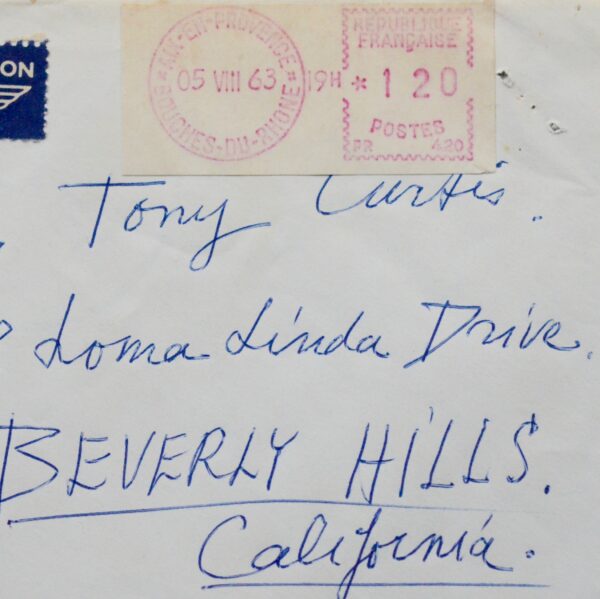 ON
AIX-EN-PROVENCE
05 VIII 63 19H
BOUCHES-DU-RHONE
REPUBLIQUE
FRANÇAISE
* 1 20
POSTES
PR 420
Tony Curtis.
Loma Linda Drive.
BEVERLY HILLS.
California.